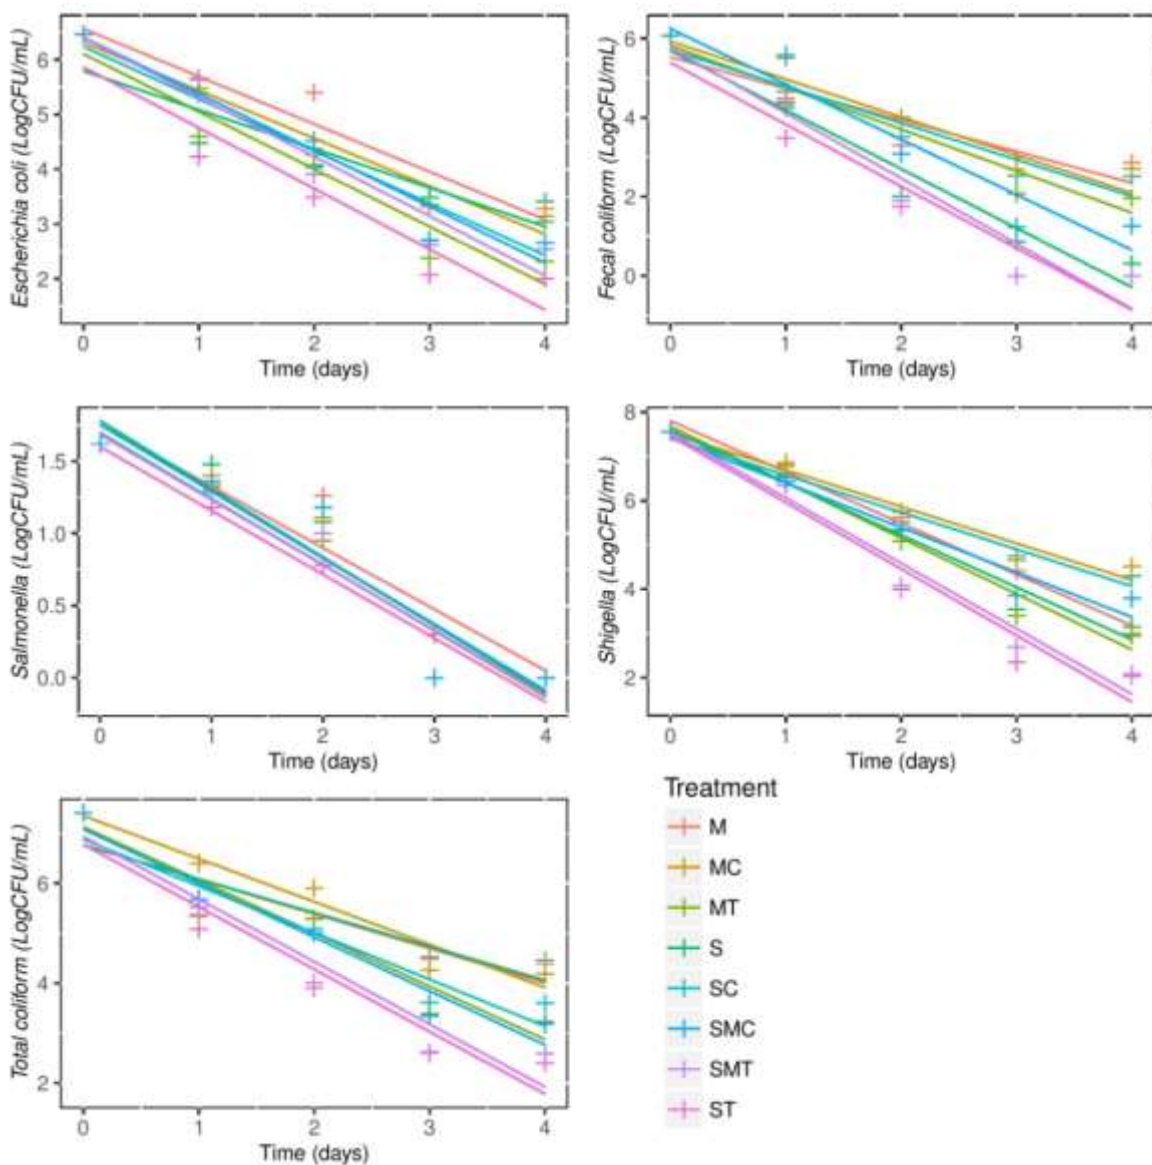 Escherichia coli (LogCFU/mL)
6
5
4
3
2
0 1 2 3 4
Time (days)
Fecal coliform (LogCFU/mL)
6
4
2
0
0 1 2 3 4
Time (days)
Salmonella (LogCFU/mL)
1.5
1.0
0.5
0.0
0 1 2 3 4
Time (days)
Shigella (LogCFU/mL)
8
6
4
2
0 1 2 3 4
Time (days)
Total coliform (LogCFU/mL)
6
4
2
0 1 2 3 4
Time (days)
Treatment
M
MC
MT
S
SC
SMC
SMT
ST